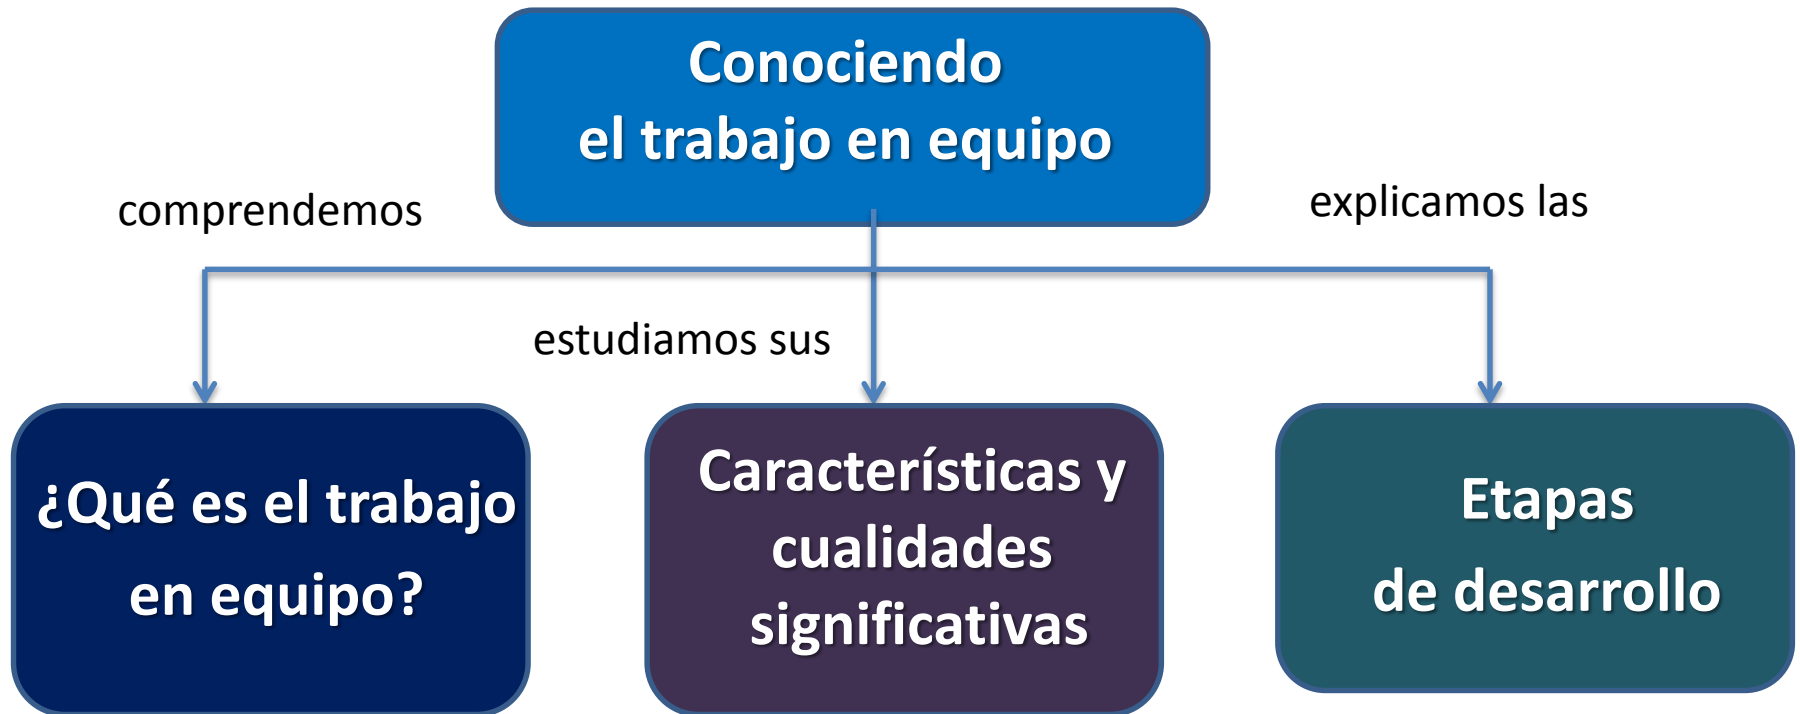 Conociendo
el trabajo en equipo
comprendemos
explicamos las
estudiamos sus
¿Qué es el trabajo
en equipo?
Características y
cualidades
significativas
Etapas
de desarrollo